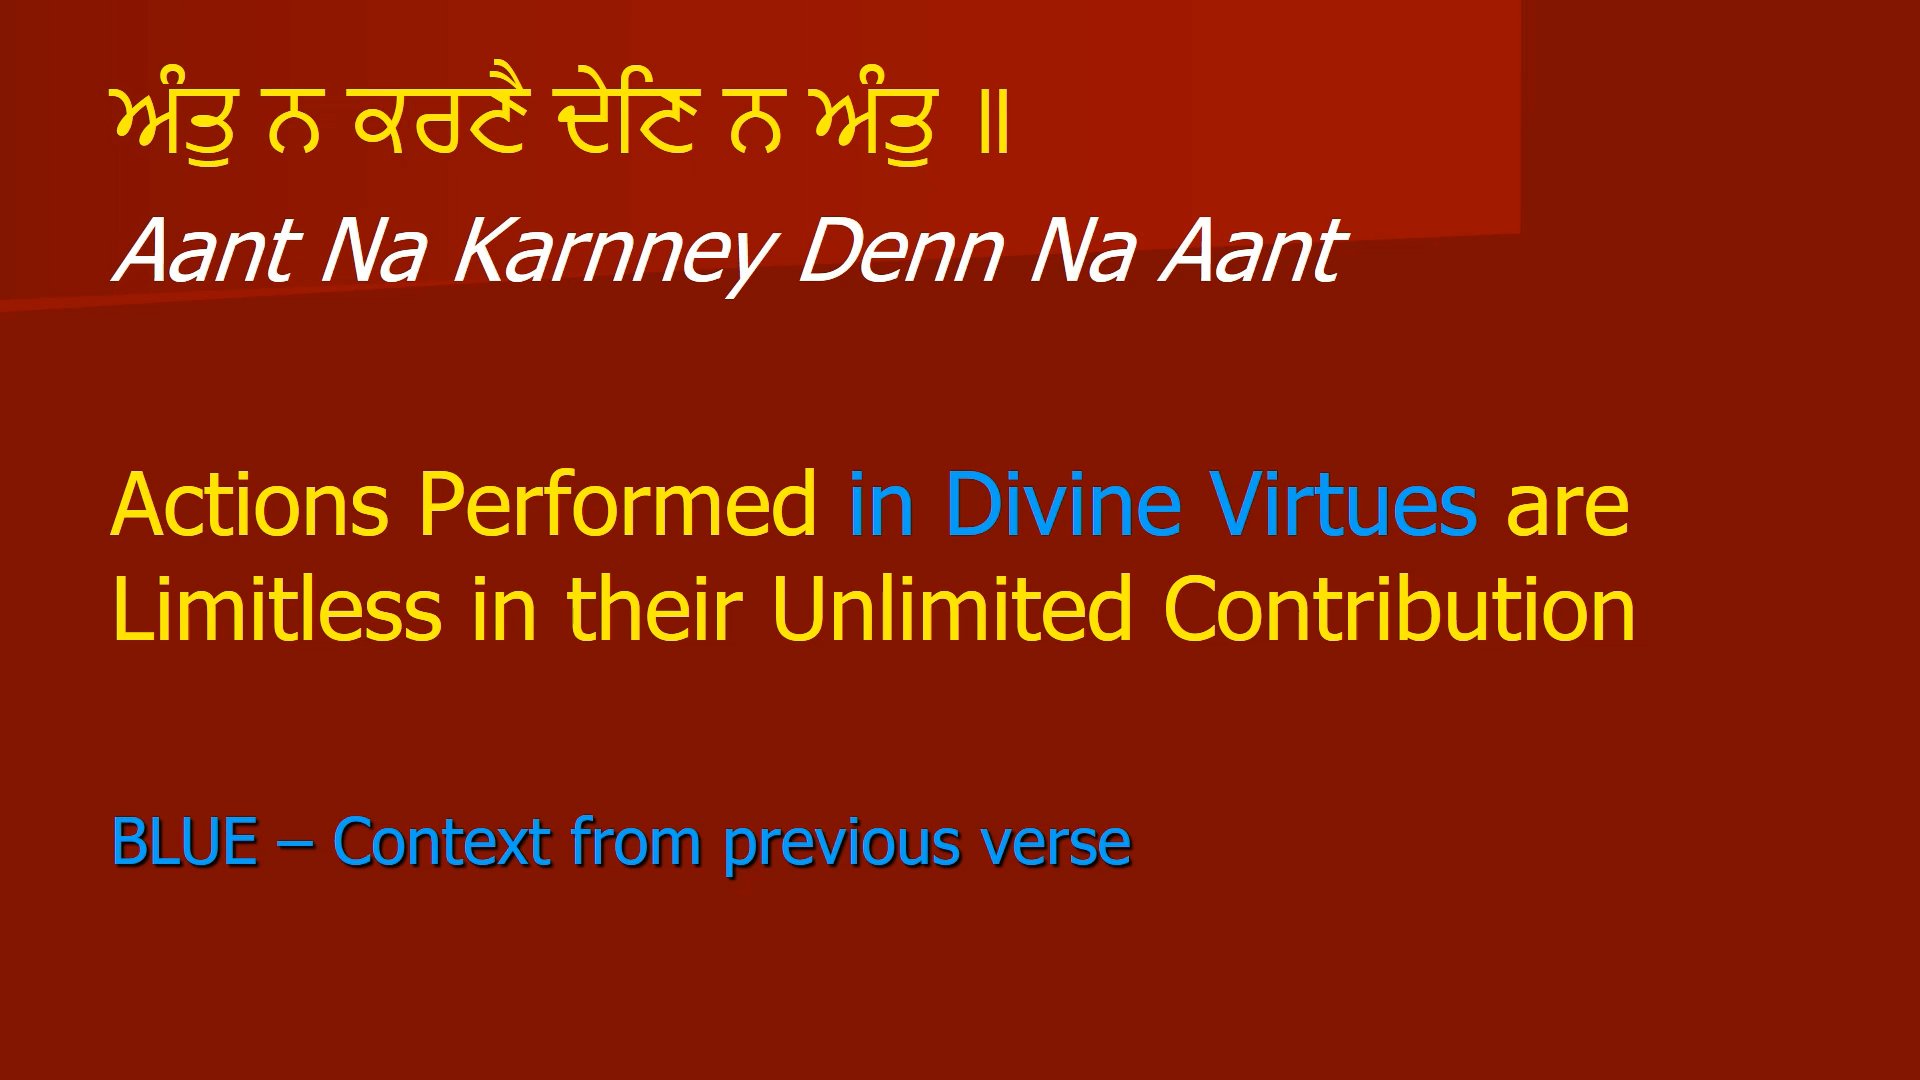 ਅੰਤੁ ਨ ਕਰਣੈ ਦੇਣਿ ਨ ਅੰਤੁ ॥
Aant Na Karnney Denn Na Aant
Actions Performed in Divine Virtues are
Limitless in their Unlimited Contribution
BLUE – Context from previous verse